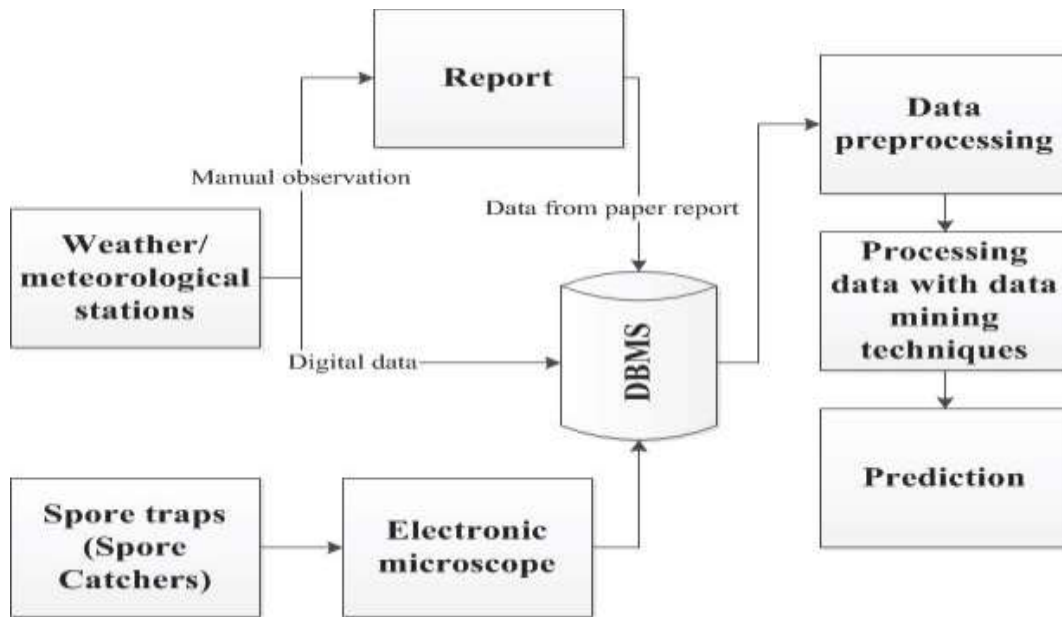 Report
Data
preprocessing
Manual observation
Data from paper report
Weather/
meteorological
stations
Processing
data with data
mining
techniques
Digital data
DBMS
Prediction
Spore traps
(Spore
Catchers)
Electronic
microscope